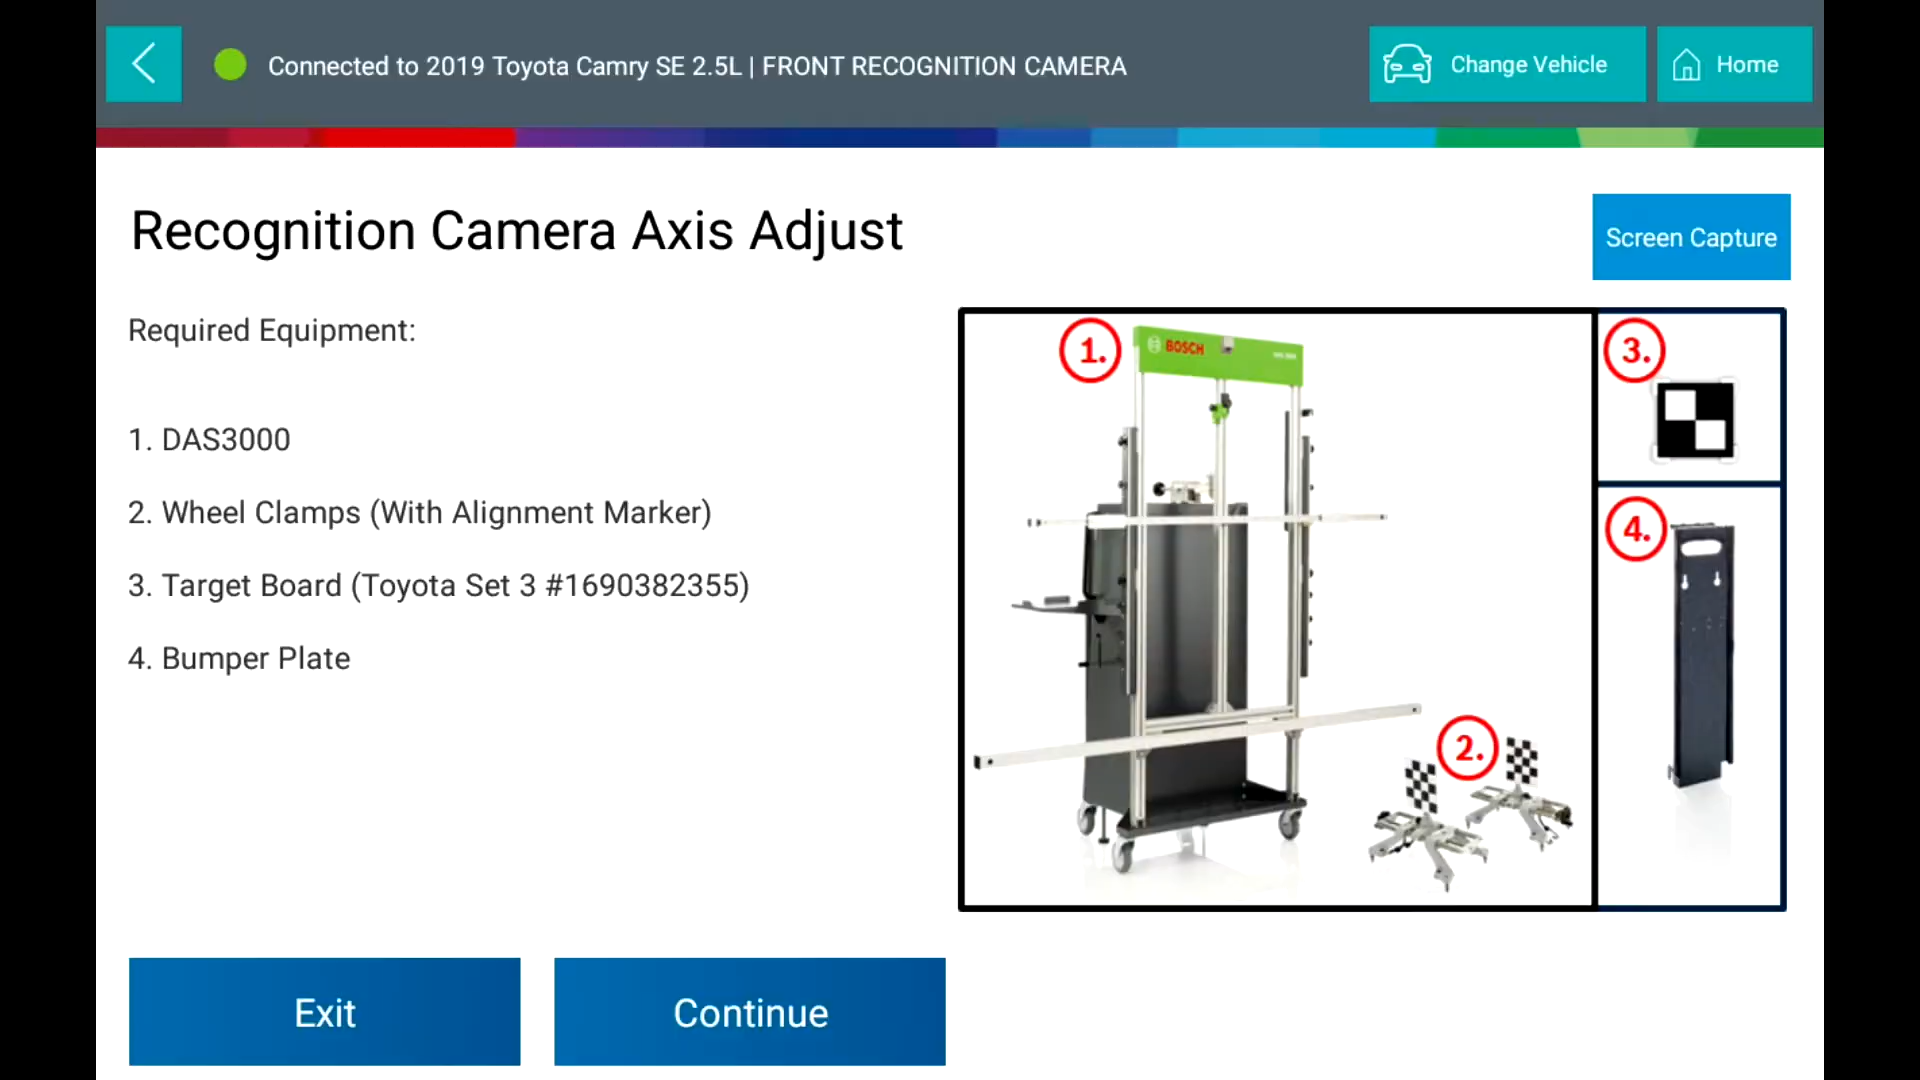 Connected to 2019 Toyota Camry SE 2.5L | FRONT RECOGNITION CAMERA
Change Vehicle
Home
Recognition Camera Axis Adjust
Screen Capture
Required Equipment:
1. DAS3000
2. Wheel Clamps (With Alignment Marker)
3. Target Board (Toyota Set 3 #1690382355)
4. Bumper Plate
1.
BOSCH
2.
3.
4.
Exit
Continue